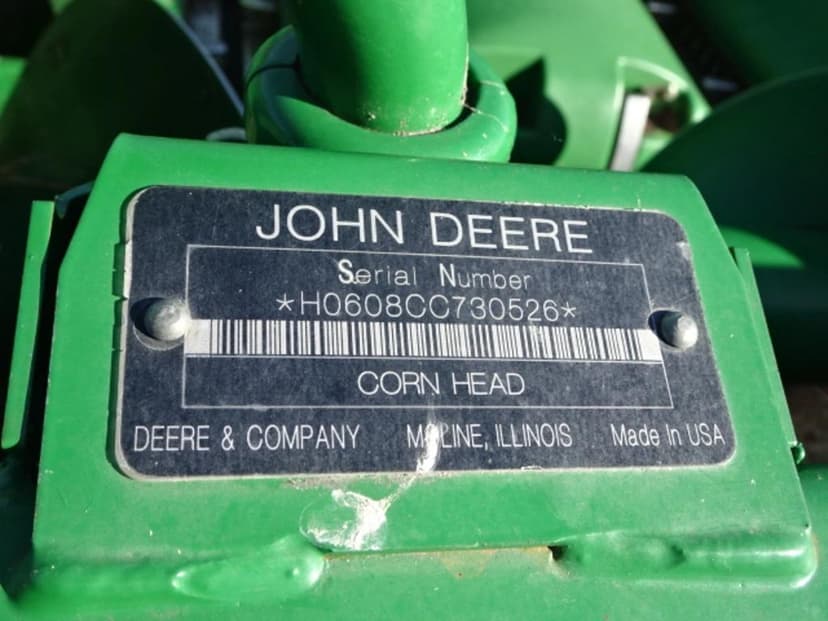 JOHN DEERE
Serial Number
*H0608CC730526*
CORN HEAD
DEERE & COMPANY MOLINE, ILLINOIS Made In USA